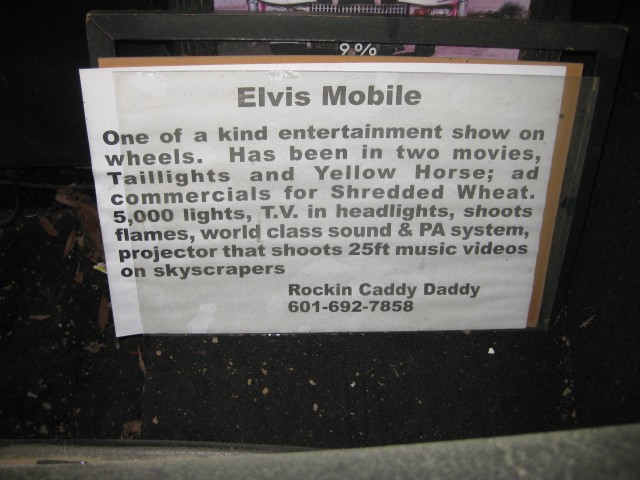 9%
Elvis Mobile
One of a kind entertainment show on
wheels. Has been in two movies,
Taillights and Yellow Horse; ad
commercials for Shredded Wheat.
5,000 lights, T.V. in headlights, shoots
flames, world class sound & PA system,
projector that shoots 25ft music videos
on skyscrapers
Rockin Caddy Daddy
601-692-7858